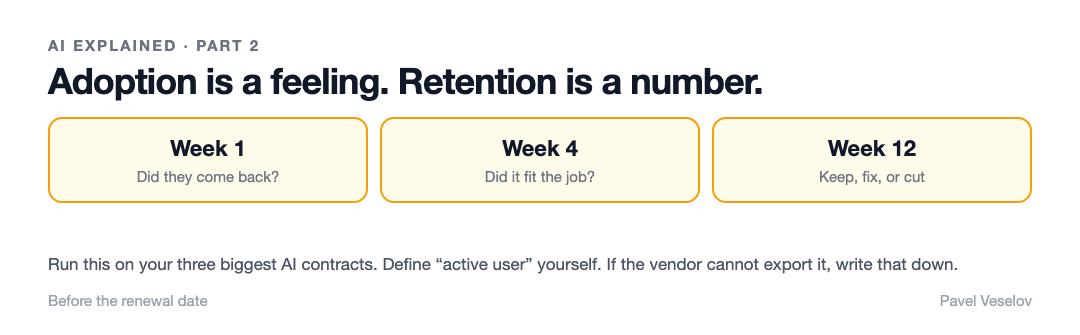 AI EXPLAINED · PART 2
Adoption is a feeling. Retention is a number.
Week 1
Did they come back?
Week 4
Did it fit the job?
Week 12
Keep, fix, or cut
Run this on your three biggest AI contracts. Define “active user” yourself. If the vendor cannot export it, write that down.
Before the renewal date
Pavel Veselov